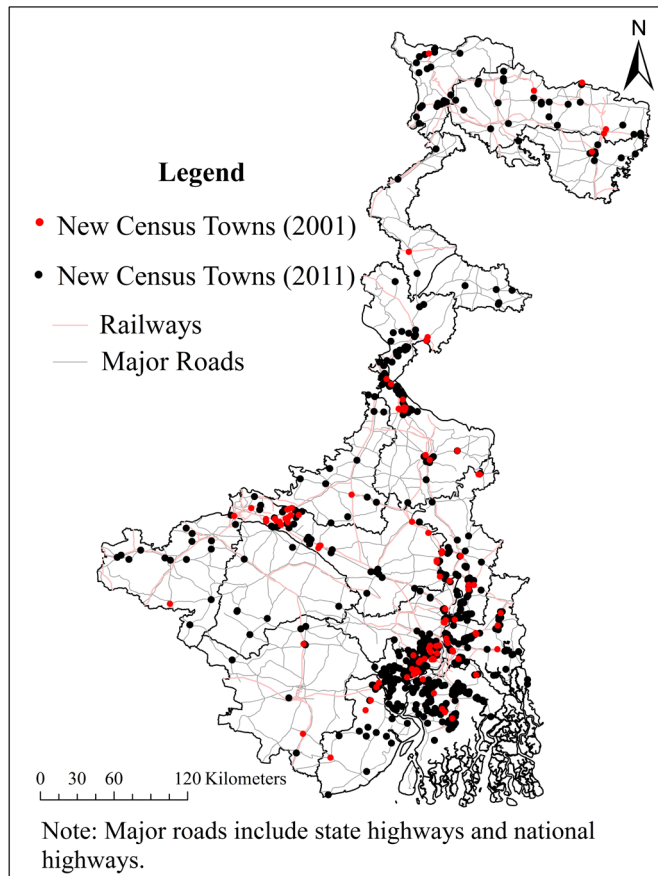 N
Legend
New Census Towns (2001)
New Census Towns (2011)
Railways
Major Roads
0 30 60 120 Kilometers
Note: Major roads include state highways and national
highways.